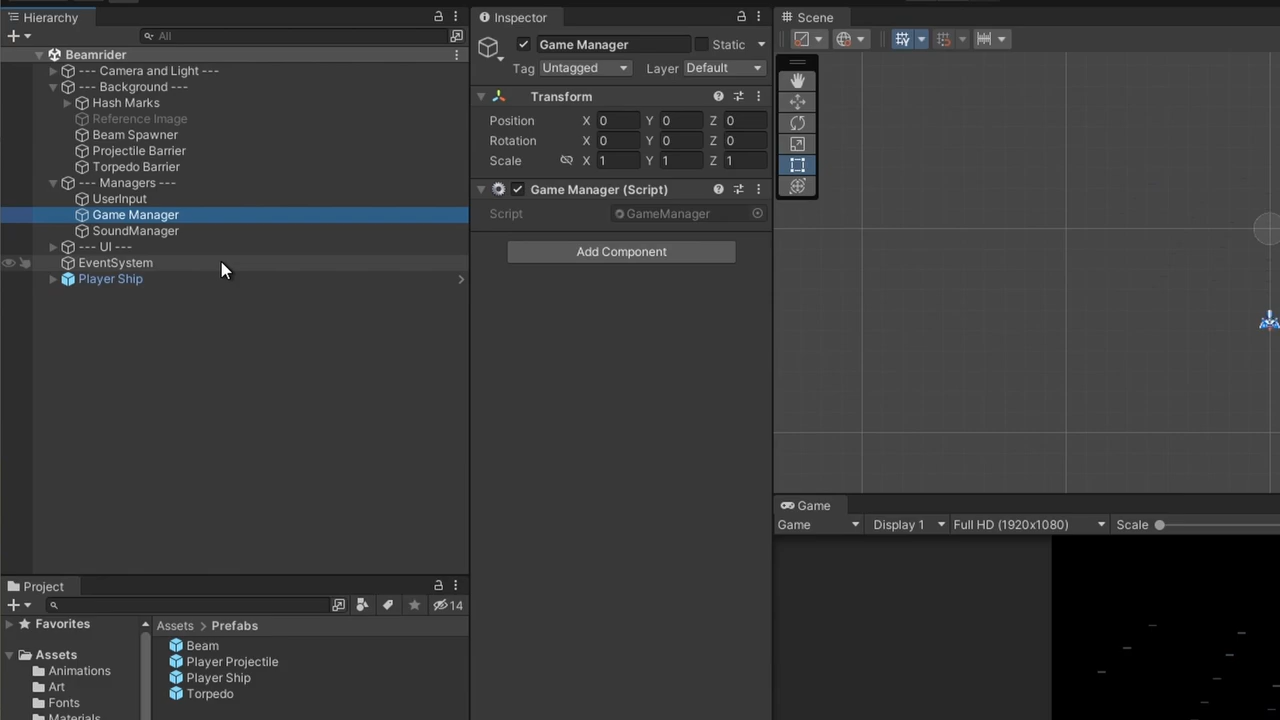 Hierarchy
All
Beamrider
--- Camera and Light ---
--- Background ---
Hash Marks
Reference Image
Beam Spawner
Projectile Barrier
Torpedo Barrier
--- Managers ---
UserInput
Game Manager
SoundManager
--- UI ---
EventSystem
Player Ship
Project
14
Favorites
Assets
Animations
Art
Fonts
Materials
Assets > Prefabs
Beam
Player Projectile
Player Ship
Torpedo
Inspector
Game Manager Static
Tag Untagged Layer Default
Transform
Position X 0 Y 0 Z 0
Rotation X 0 Y 0 Z 0
Scale X 1 Y 1 Z 1
Game Manager (Script)
Script GameManager
Add Component
Scene
Game
Game Display 1 Full HD (1920x1080) Scale